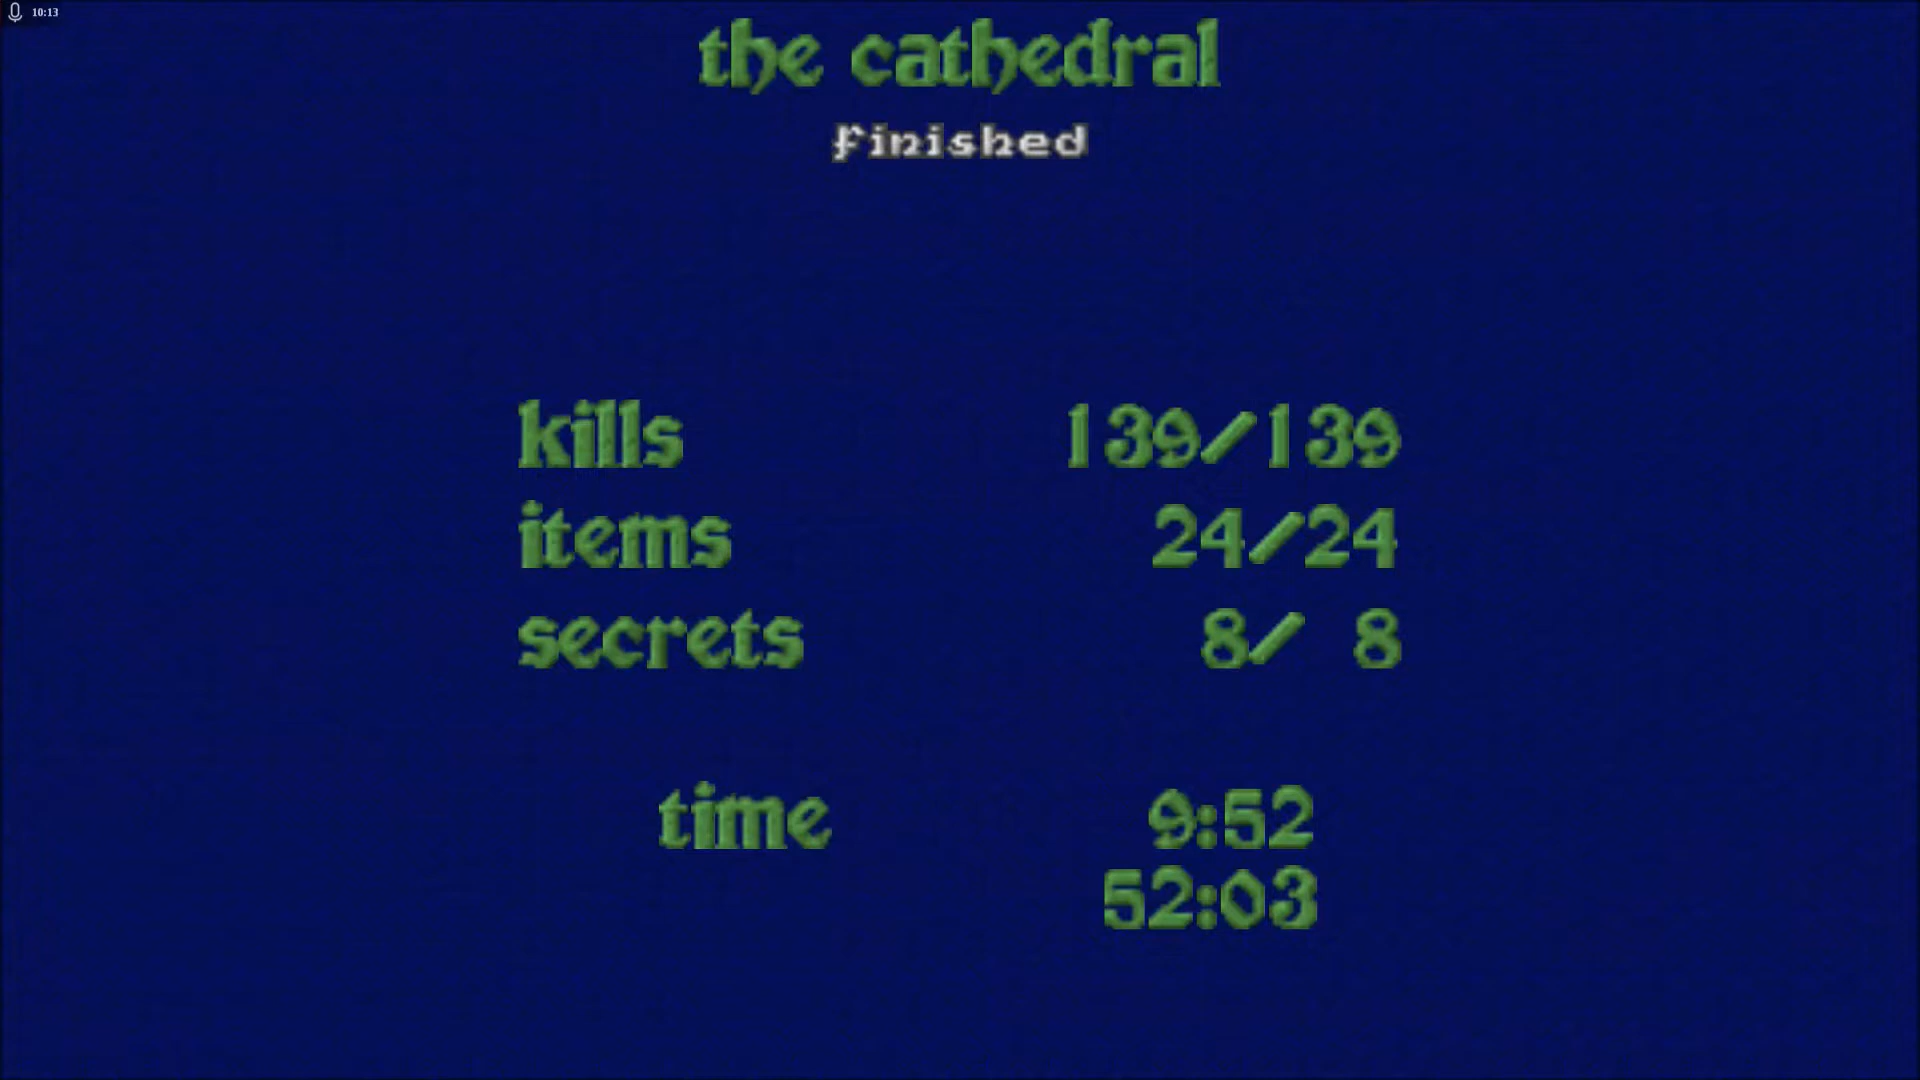 10:13
the cathedral
finished
kills 139/139
items 24/24
secrets 8/ 8
time 9:52
52:03